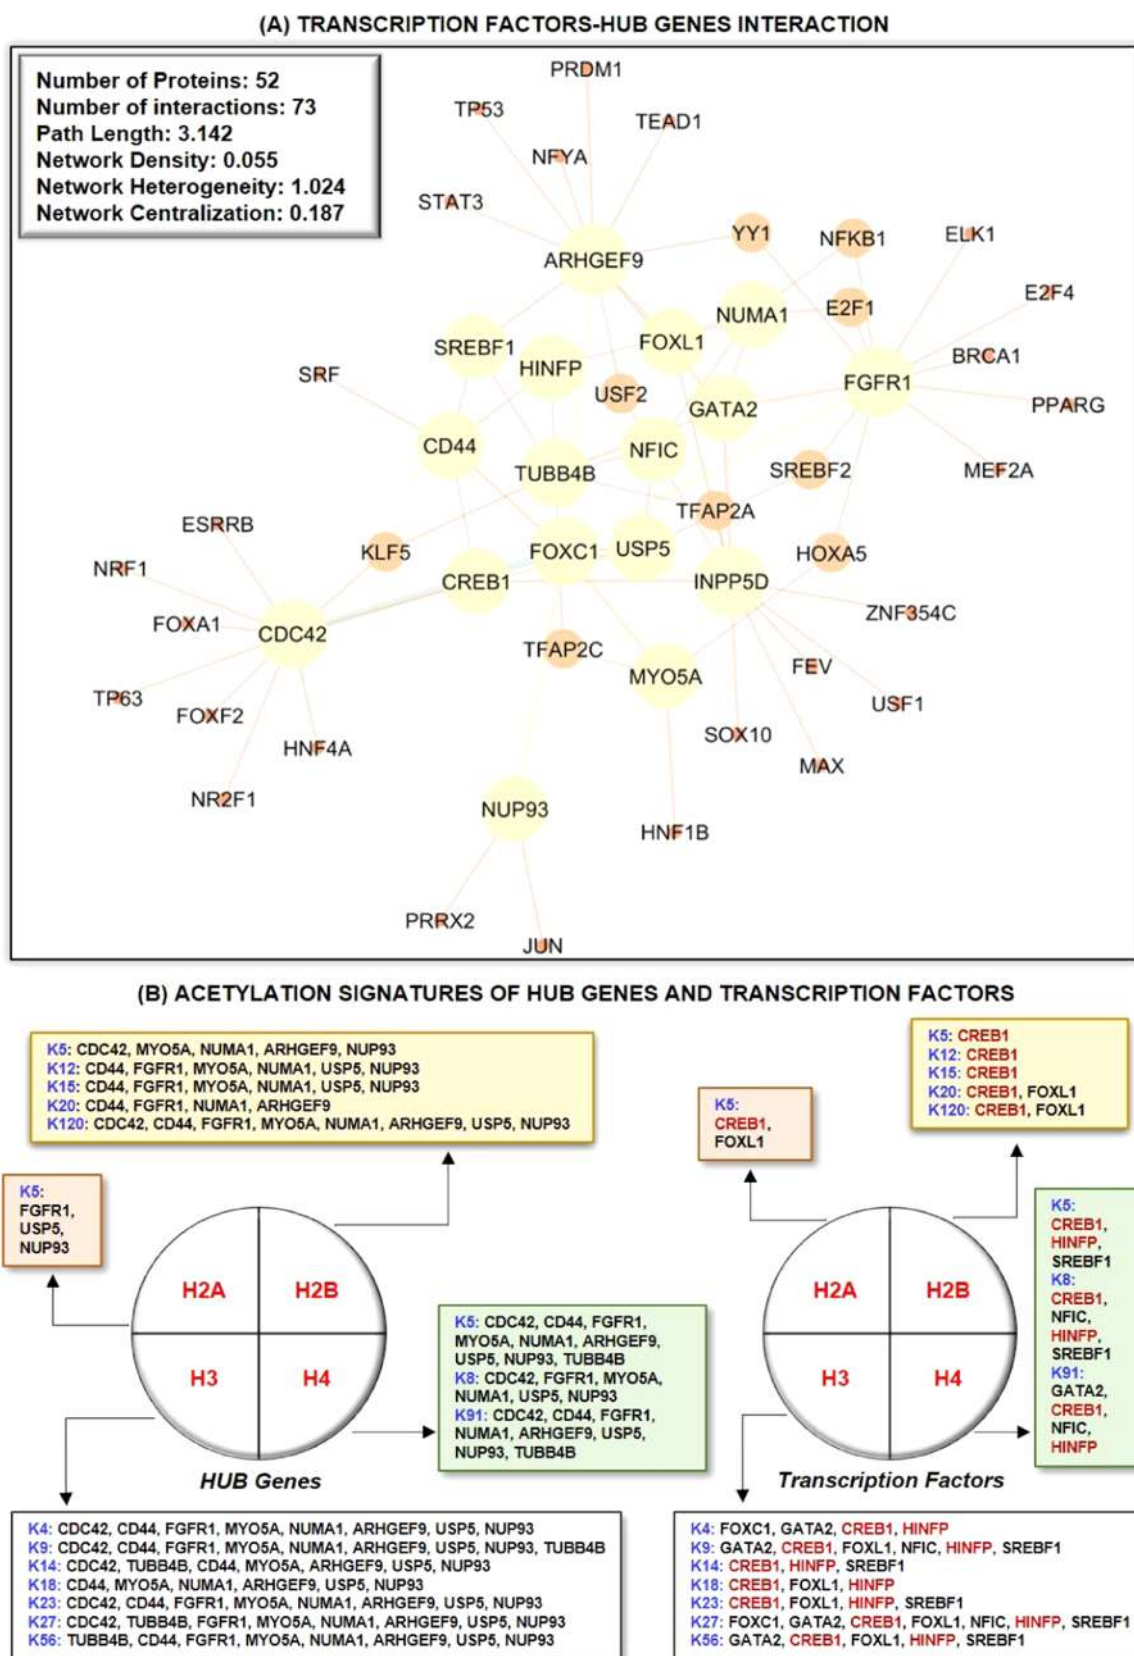 (A) TRANSCRIPTION FACTORS-HUB GENES INTERACTION
Number of Proteins: 52
Number of interactions: 73
Path Length: 3.142
Network Density: 0.055
Network Heterogeneity: 1.024
Network Centralization: 0.187
PRDM1
TP53
TEAD1
NFYA
STAT3
YY1
NFKB1
ELK1
ARHGEF9
E2F4
E2F1
NUMA1
FOXL1
SREBF1
HINFP
BRCA1
SRF
FGFR1
USF2
GATA2
PPARG
CD44
NFIC
TUBB4B
SREBF2
MEF2A
TFAP2A
ESRRB
KLF5
FOXC1
USP5
HOXA5
NRF1
CREB1
INPP5D
ZNF354C
FOXA1
CDC42
TFAP2C
FEV
MYO5A
TP63
USF1
FOXF2
SOX10
HNF4A
MAX
NR2F1
NUP93
HNF1B
PRRX2
JUN
(B) ACETYLATION SIGNATURES OF HUB GENES AND TRANSCRIPTION FACTORS
K5: CDC42, MYO5A, NUMA1, ARHGEF9, NUP93
K12: CD44, FGFR1, MYO5A, NUMA1, USP5, NUP93
K15: CD44, FGFR1, MYO5A, NUMA1, USP5, NUP93
K20: CD44, FGFR1, NUMA1, ARHGEF9
K120: CDC42, CD44, FGFR1, MYO5A, NUMA1, ARHGEF9, USP5, NUP93
K5:
FGFR1,
USP5,
NUP93
H2A
H2B
H3
H4
K5: CDC42, CD44, FGFR1,
MYO5A, NUMA1, ARHGEF9,
USP5, NUP93, TUBB4B
K8: CDC42, FGFR1, MYO5A,
NUMA1, USP5, NUP93
K91: CDC42, CD44, FGFR1,
NUMA1, ARHGEF9, USP5,
NUP93, TUBB4B
HUB Genes
K4: CDC42, CD44, FGFR1, MYO5A, NUMA1, ARHGEF9, USP5, NUP93
K9: CDC42, CD44, FGFR1, MYO5A, NUMA1, ARHGEF9, USP5, NUP93, TUBB4B
K14: CDC42, TUBB4B, CD44, MYO5A, ARHGEF9, USP5, NUP93
K18: CD44, MYO5A, NUMA1, ARHGEF9, USP5, NUP93
K23: CDC42, CD44, FGFR1, MYO5A, NUMA1, ARHGEF9, USP5, NUP93
K27: CDC42, TUBB4B, FGFR1, MYO5A, NUMA1, ARHGEF9, USP5, NUP93
K56: TUBB4B, CD44, FGFR1, MYO5A, NUMA1, ARHGEF9, USP5, NUP93
K5: CREB1
K12: CREB1
K15: CREB1
K20: CREB1, FOXL1
K120: CREB1, FOXL1
K5:
CREB1,
FOXL1
H2A
H2B
H3
H4
K5:
CREB1,
HINFP,
SREBF1
K8:
CREB1,
NFIC,
HINFP,
SREBF1
K91:
GATA2,
CREB1,
NFIC,
HINFP
Transcription Factors
K4: FOXC1, GATA2, CREB1, HINFP
K9: GATA2, CREB1, FOXL1, NFIC, HINFP, SREBF1
K14: CREB1, HINFP, SREBF1
K18: CREB1, FOXL1, HINFP
K23: CREB1, FOXL1, HINFP, SREBF1
K27: FOXC1, GATA2, CREB1, FOXL1, NFIC, HINFP, SREBF1
K56: GATA2, CREB1, FOXL1, HINFP, SREBF1